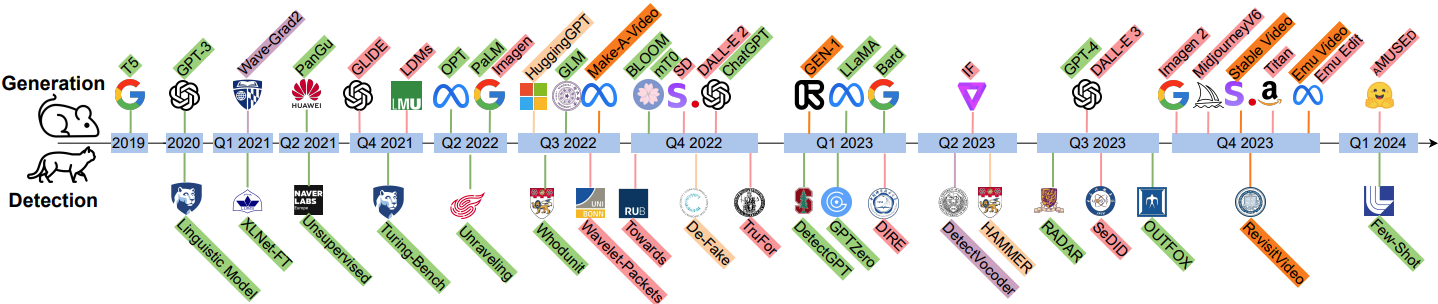 T5
GPT-3
Wave-Grad2
PanGu
GLIDE
LDMs
OPT
PaLM
Imagen
HuggingGPT
GLM
Make-A-Video
BLOOM
mT0
SD
DALL-E 2
ChatGPT
GEN-1
LLaMA
Bard
IF
GPT-4
DALL-E 3
Imagen 2
MidjourneyV6
Stable Video
Titan
Emu Video
Emu Edit
aMUSEd
Generation
HUAWEI
LMU
S.
S.
a
2019
2020
Q1 2021
Q2 2021
Q4 2021
Q2 2022
Q3 2022
Q4 2022
Q1 2023
Q2 2023
Q3 2023
Q4 2023
Q1 2024
Detection
NAVER
LABS
Europe
UNI
BONN
RUB
Linguistic Model
XLNet-FT
Unsupervised
Turing-Bench
Unraveling
Whodunit
Wavelet-Packets
Towards
De-Fake
TruFor
DetectGPT
GPTZero
DIRE
DetectVocoder
HAMMER
RADAR
SeDID
OUTFOX
RevisitVideo
Few-Shot